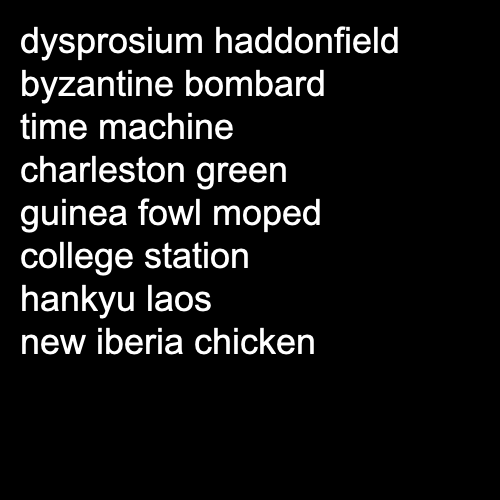 dysprosium haddonfield
byzantine bombard
time machine
charleston green
guinea fowl moped
college station
hankyu laos
new iberia chicken